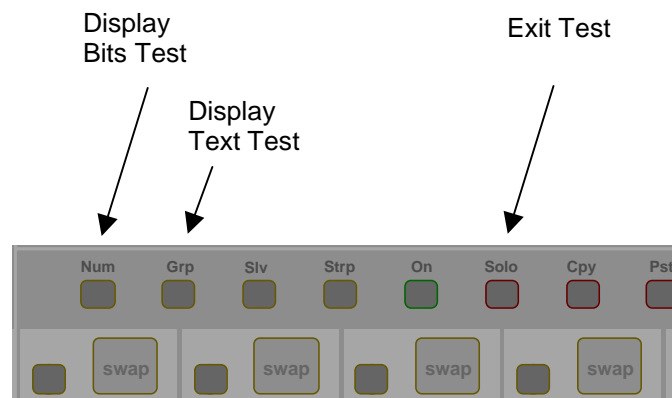 Display
Bits Test
Exit Test
Display
Text Test
Num Grp Slv Strp On Solo Cpy Pst
swap swap swap swap